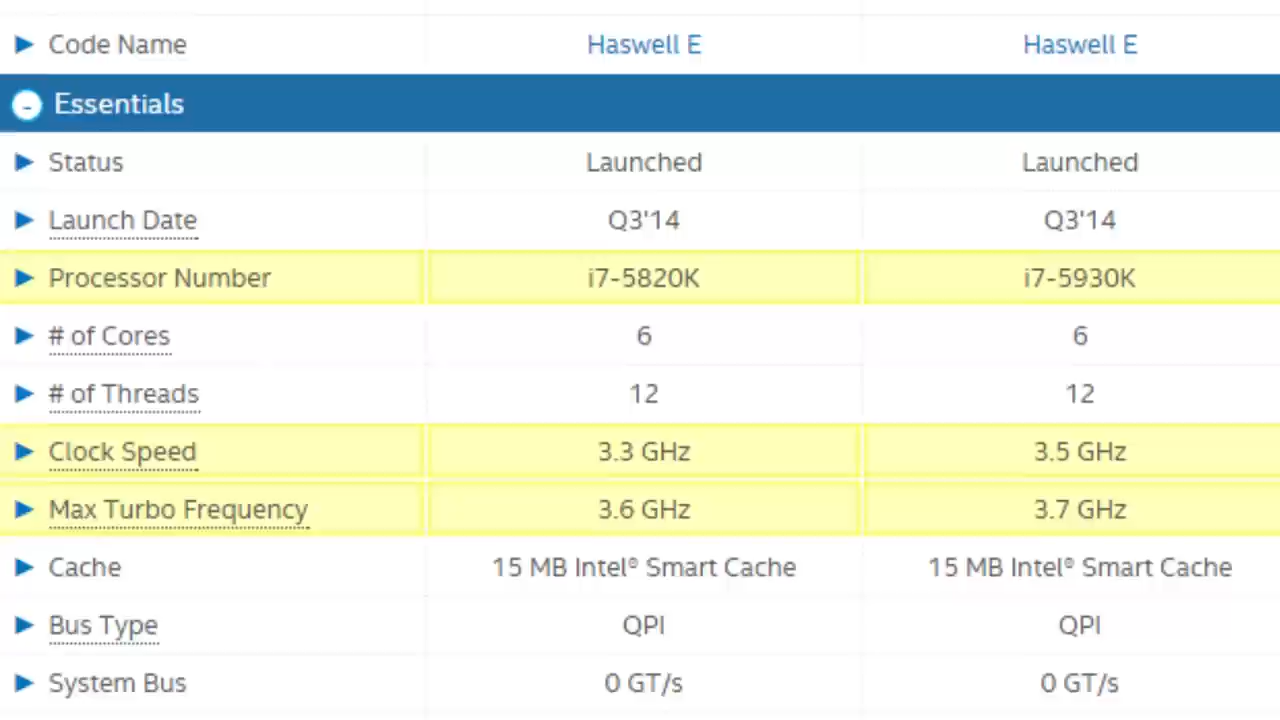 Code Name Haswell E Haswell E
- Essentials
Status Launched Launched
Launch Date Q3'14 Q3'14
Processor Number i7-5820K i7-5930K
# of Cores 6 6
# of Threads 12 12
Clock Speed 3.3 GHz 3.5 GHz
Max Turbo Frequency 3.6 GHz 3.7 GHz
Cache 15 MB Intel® Smart Cache 15 MB Intel® Smart Cache
Bus Type QPI QPI
System Bus 0 GT/s 0 GT/s